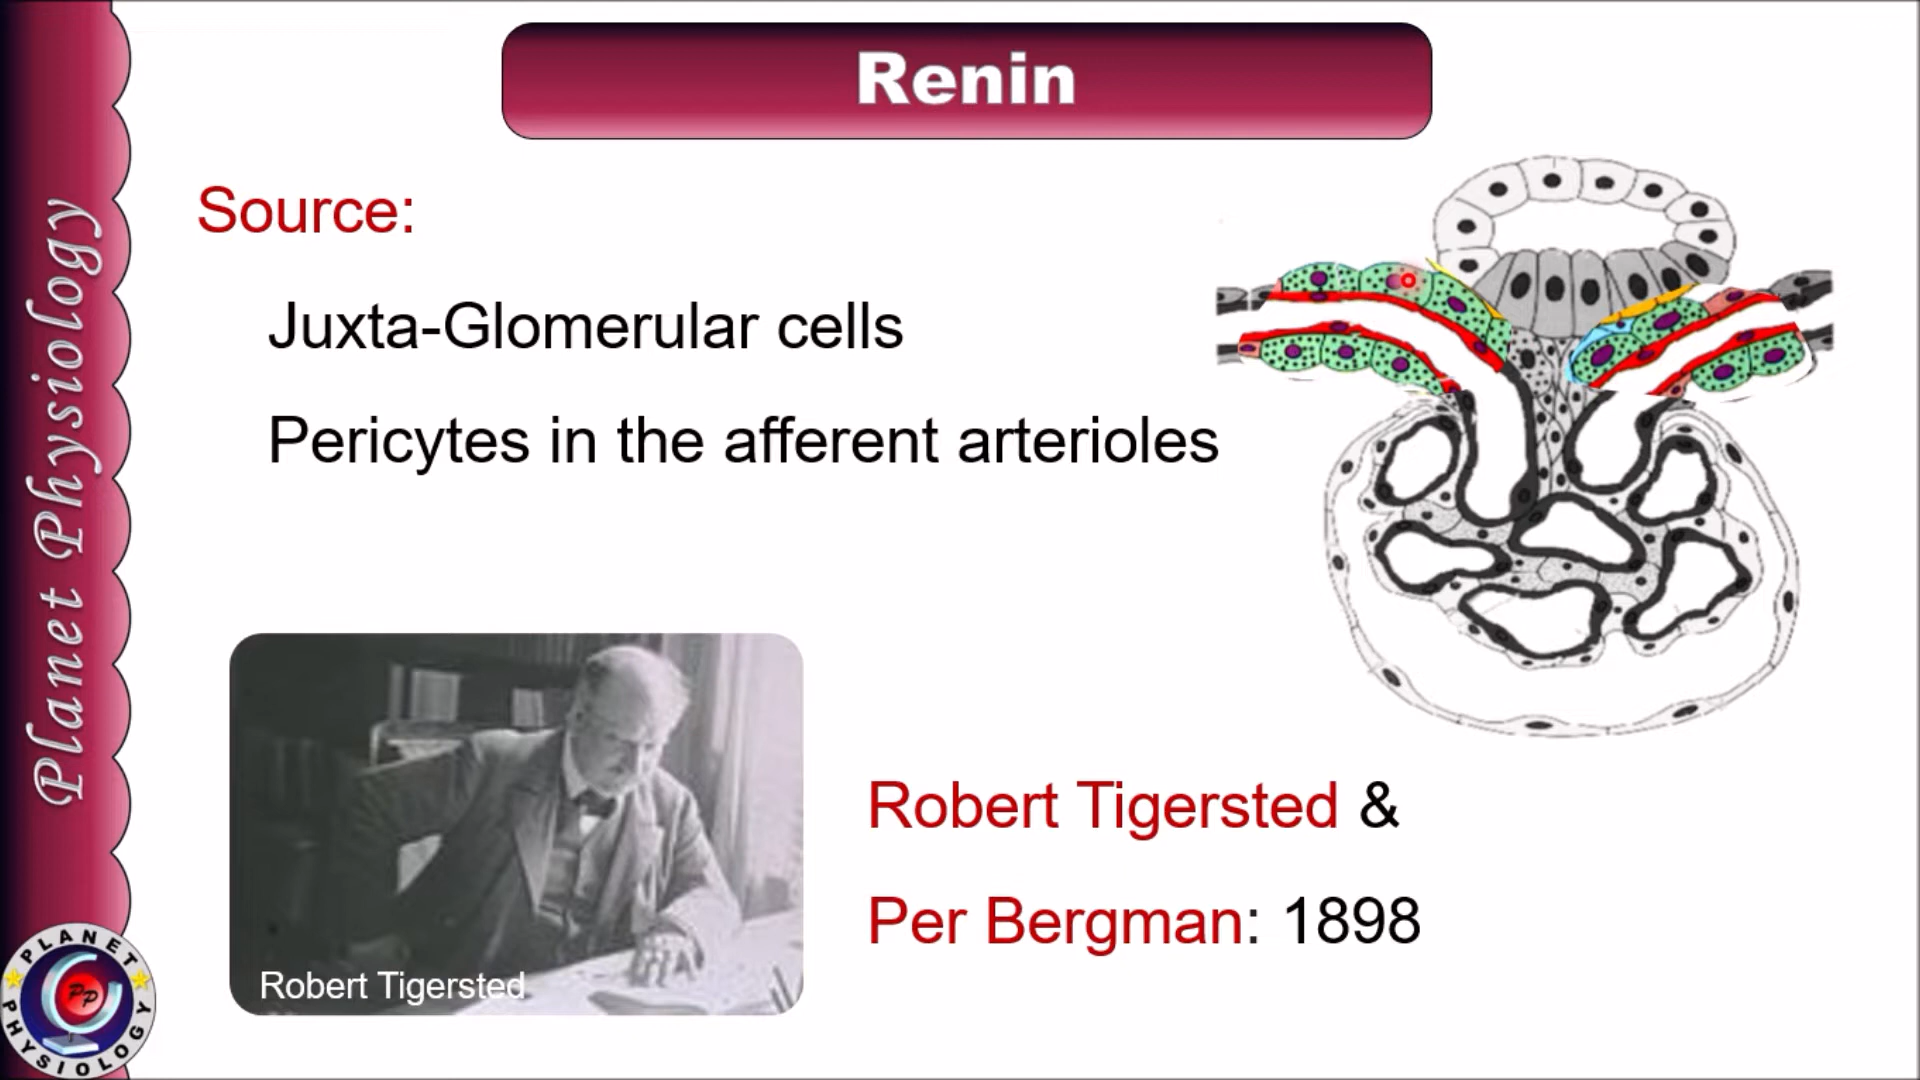 Renin
Source:
Juxta-Glomerular cells
Pericytes in the afferent arterioles
Robert Tigersted
Robert Tigersted &
Per Bergman: 1898
Planet Physiology
PLANET
PP
PHYSIOLOGY